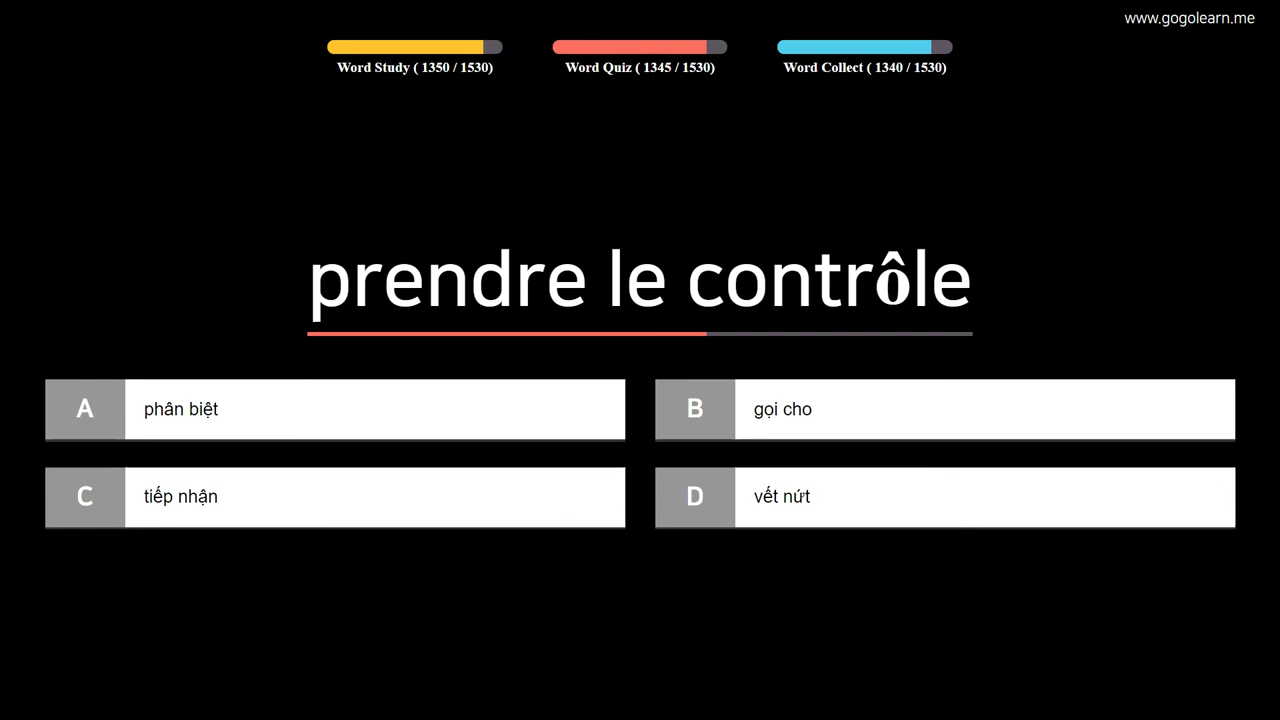 www.gogolearn.me
Word Study ( 1350 / 1530)
Word Quiz ( 1345 / 1530)
Word Collect ( 1340 / 1530)
prendre le contrôle
A phân biệt
B gọi cho
C tiếp nhận
D vết nứt